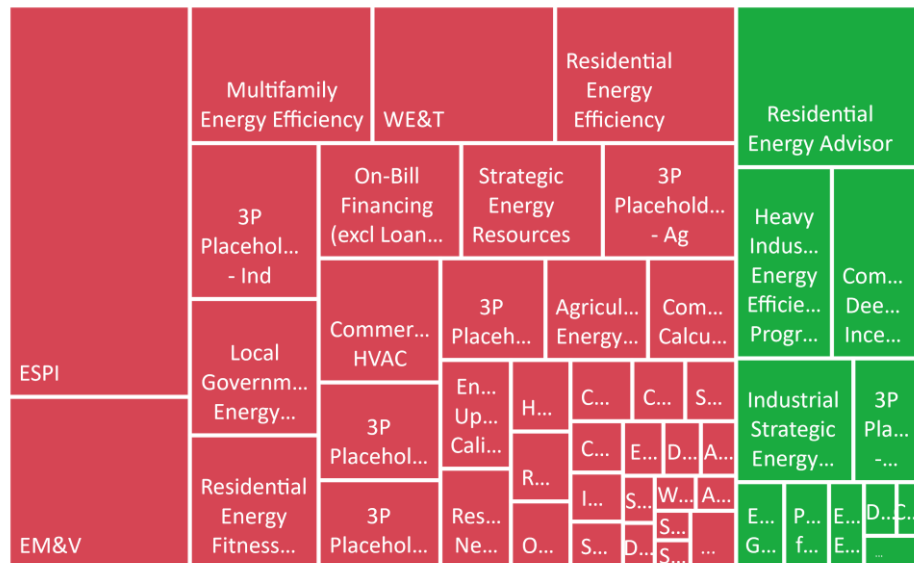 ESPI
EM&V
Multifamily
Energy Efficiency
WE&T
Residential
Energy
Efficiency
3P
Placehol...
- Ind
On-Bill
Financing
(excl Loan...
Strategic
Energy
Resources
3P
Placehold...
- Ag
Local
Governm...
Energy...
Residential
Energy
Fitness...
Commer...
HVAC
3P
Placehol...
3P
Placehol...
3P
Placeh...
Agricul...
Energy...
Com...
Calcu...
En...
Up...
Cali...
Res...
Ne...
H...
R...
O...
C...
C...
S...
C...
E...
D...
A...
I...
S...
W...
A...
S...
D...
S...
S...
...
Residential
Energy Advisor
Heavy
Indus...
Energy
Efficie...
Progr...
Com...
Dee...
Ince...
Industrial
Strategic
Energy...
3P
Pla...
-...
E...
G...
P...
f...
E...
E...
D...
C...
...